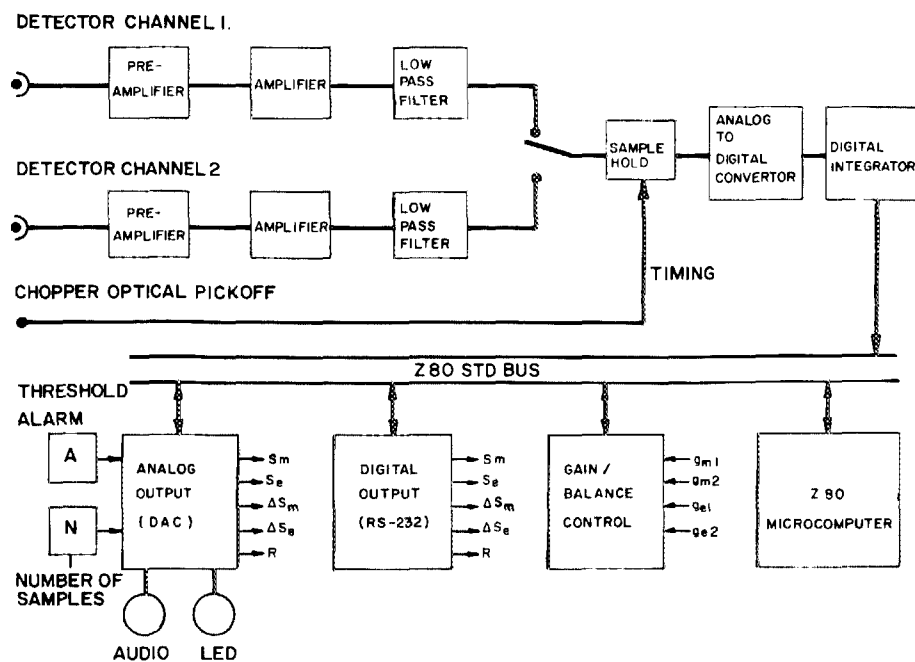 DETECTOR CHANNEL 1.
PRE-
AMPLIFIER
AMPLIFIER
LOW
PASS
FILTER
SAMPLE
HOLD
ANALOG
TO
DIGITAL
CONVERTOR
DIGITAL
INTEGRATOR
DETECTOR CHANNEL 2
PRE-
AMPLIFIER
AMPLIFIER
LOW
PASS
FILTER
TIMING
CHOPPER OPTICAL PICKOFF
Z80 STD BUS
THRESHOLD
ALARM
A
N
NUMBER OF
SAMPLES
ANALOG
OUTPUT
(DAC)
Sm
Se
ΔSm
ΔSe
R
AUDIO
LED
DIGITAL
OUTPUT
(RS-232)
Sm
Se
ΔSm
ΔSe
R
GAIN/
BALANCE
CONTROL
gm1
gm2
ge1
ge2
Z80
MICROCOMPUTER